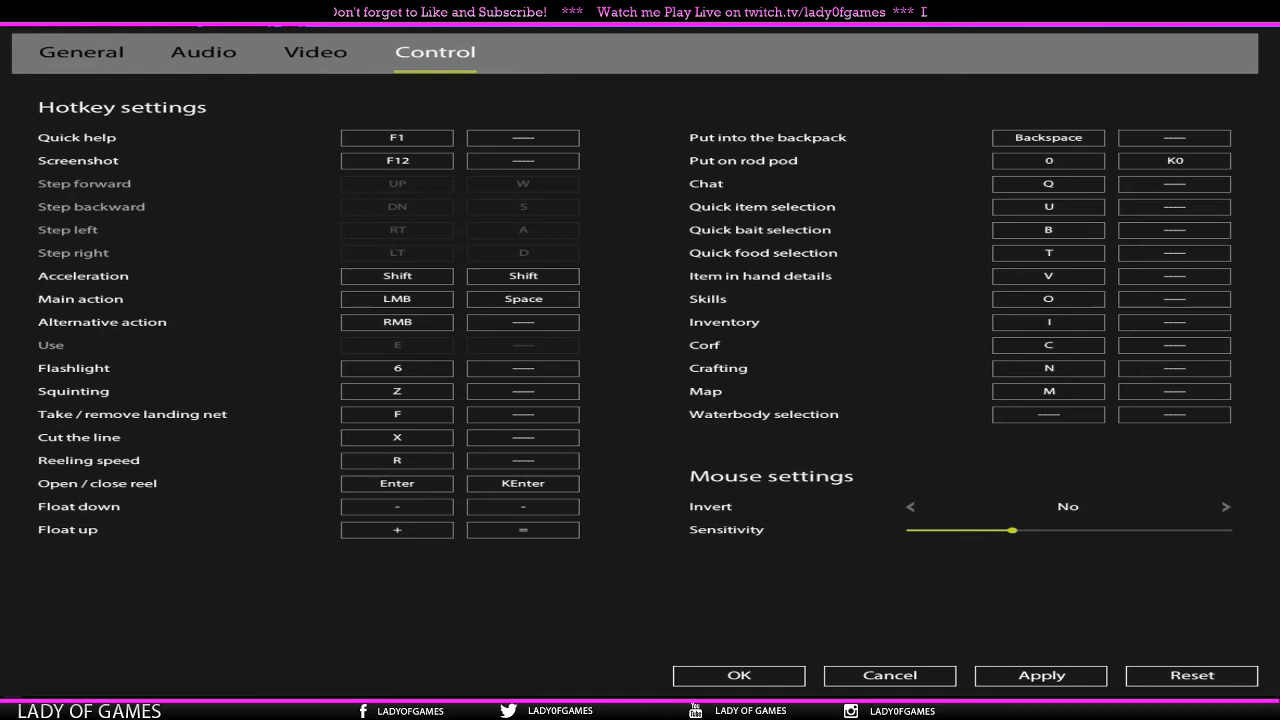 Don't forget to Like and Subscribe! *** Watch me Play Live on twitch.tv/lady0fgames ***
General Audio Video Control
Hotkey settings
Quick help F1 -----
Screenshot F12 -----
Step forward UP W
Step backward DN S
Step left RT A
Step right LT D
Acceleration Shift Shift
Main action LMB Space
Alternative action RMB -----
Use E -----
Flashlight 6 -----
Squinting Z -----
Take / remove landing net F -----
Cut the line X -----
Reeling speed R -----
Open / close reel Enter KEnter
Float down - -
Float up + =
Put into the backpack Backspace -----
Put on rod pod 0 K0
Chat Q -----
Quick item selection U -----
Quick bait selection B -----
Quick food selection T -----
Item in hand details V -----
Skills O -----
Inventory I -----
Corf C -----
Crafting N -----
Map M -----
Waterbody selection ----- -----
Mouse settings
Invert < No >
Sensitivity
OK Cancel Apply Reset
LADY OF GAMES f LADYOFGAMES LADY0FGAMES You Tube LADY OF GAMES LADY0FGAMES